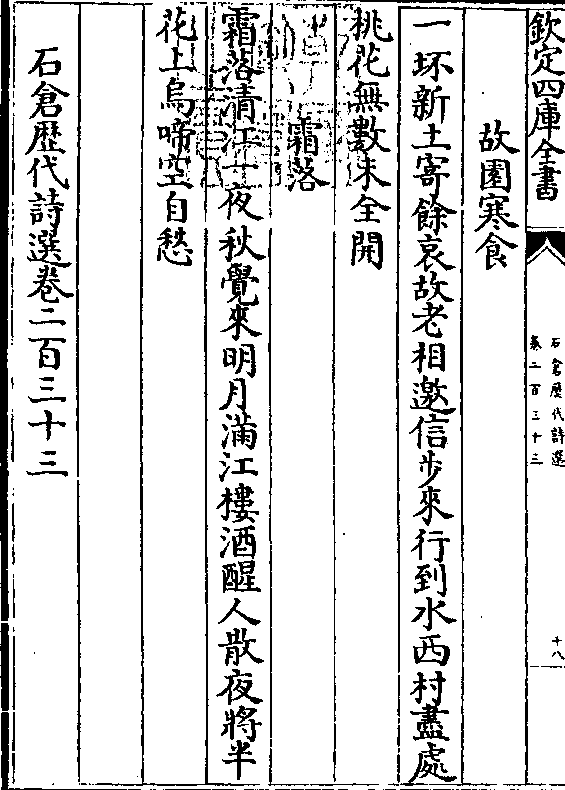 欽定四庫全書
石倉歷代詩選
卷二百三十三
十八
故園寒食
一坏新土寄餘哀故老相邀信步來行到水西村盡處
桃花無數未全開
霜落
霜落清江一夜秋覺來明月滿江樓酒醒人散夜將半
花上烏啼空自愁
石倉歷代詩選卷二百三十三